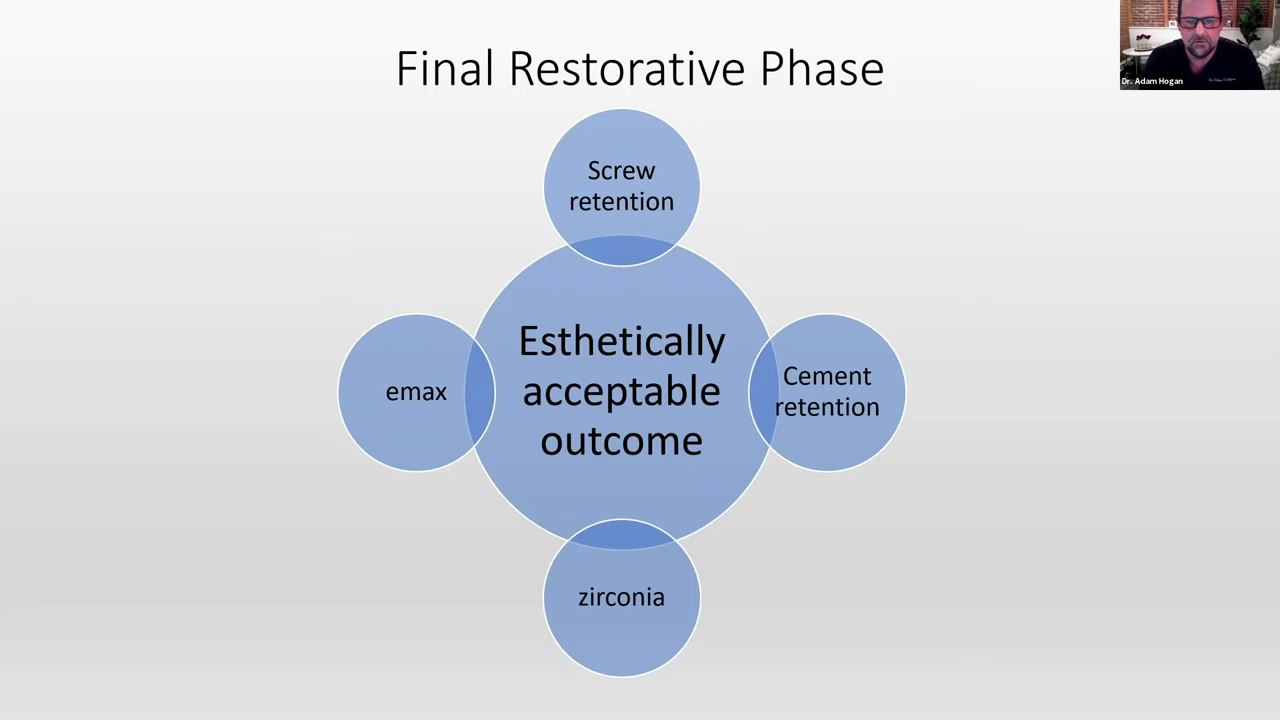 Final Restorative Phase
Dr. Adam Hogan
Screw
retention
Esthetically
acceptable
outcome
emax
Cement
retention
zirconia